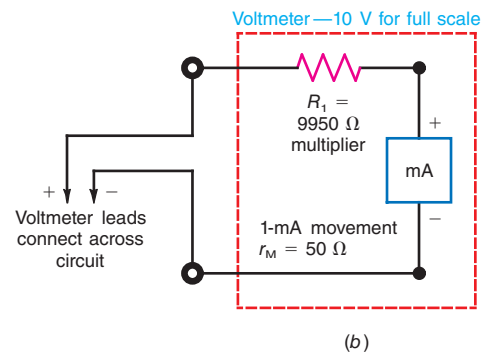 Voltmeter—10 V for full scale
R₁ =
9950 Ω
multiplier
+
mA
−
+ −
Voltmeter leads
connect across
circuit
1-mA movement
rM = 50 Ω
(b)